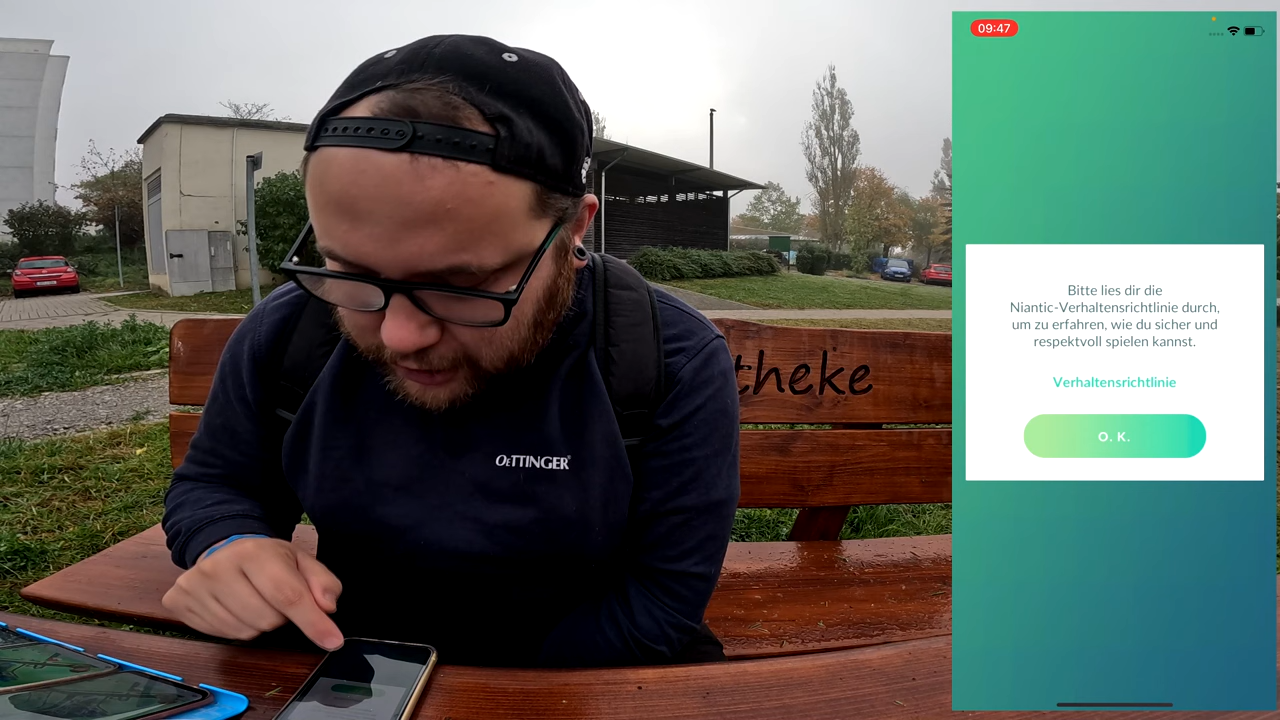 theke
OeTTINGER
09:47
Bitte lies dir die
Niantic-Verhaltensrichtlinie durch,
um zu erfahren, wie du sicher und
respektvoll spielen kannst.
Verhaltensrichtlinie
O. K.